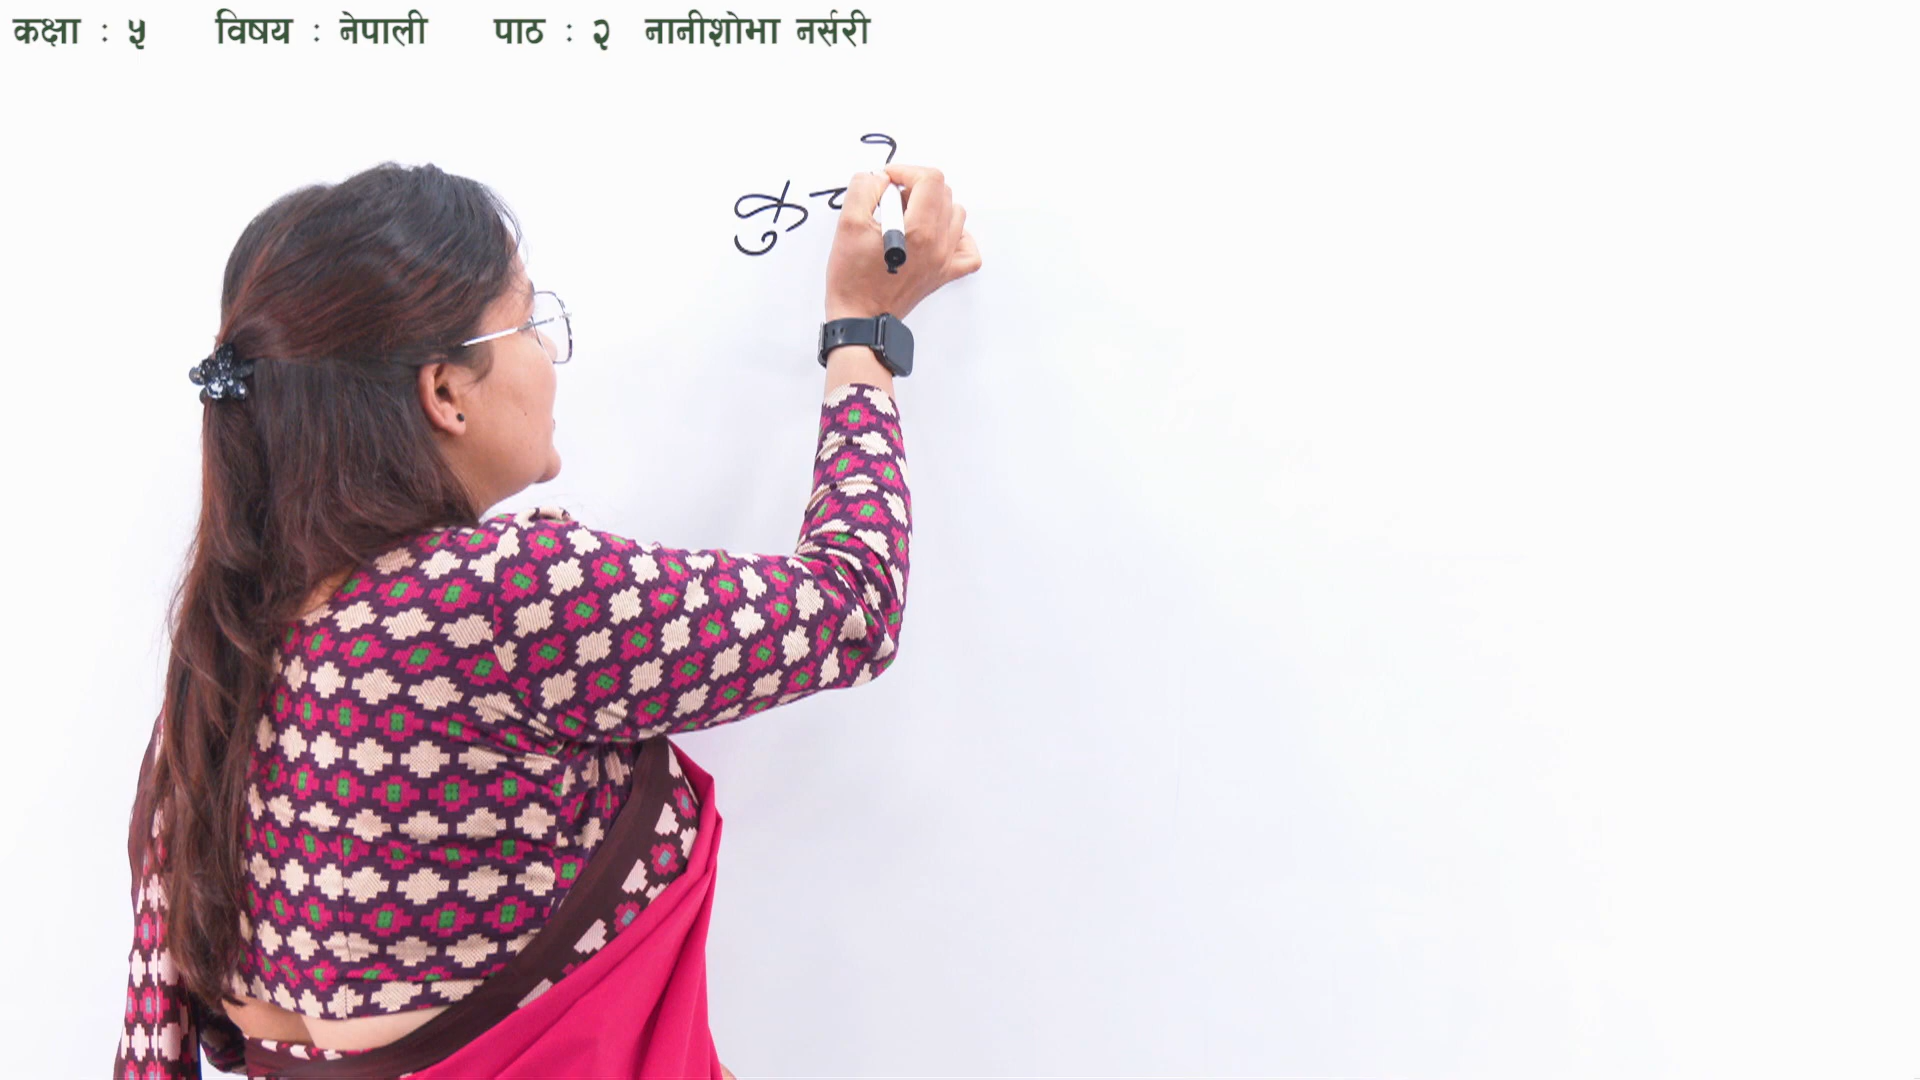 कक्षा : ५ विषय : नेपाली पाठ : २ नानीशोभा नर्सरी